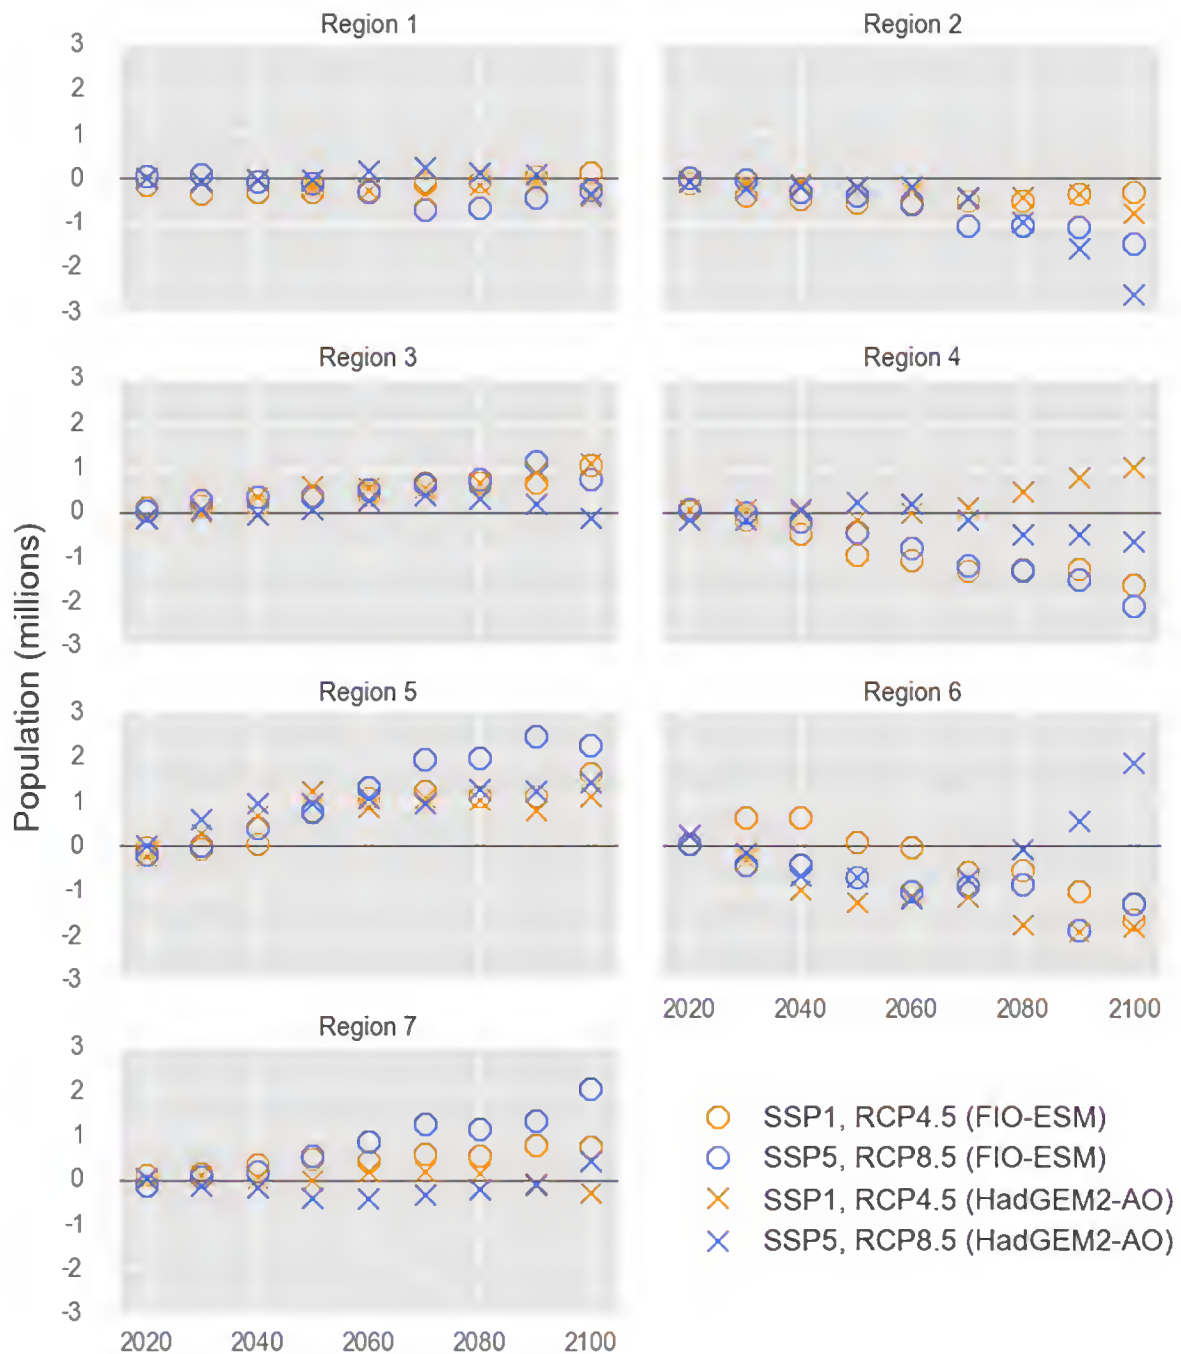 Region 1
Region 2
3
2
1
0
-1
-2
-3
Region 3
Region 4
3
2
1
0
-1
-2
-3
Population (millions)
Region 5
Region 6
3
2
1
0
-1
-2
-3
2020 2040 2060 2080 2100
Region 7
3
2
1
0
-1
-2
-3
2020 2040 2060 2080 2100
SSP1, RCP4.5 (FIO-ESM)
SSP5, RCP8.5 (FIO-ESM)
SSP1, RCP4.5 (HadGEM2-AO)
SSP5, RCP8.5 (HadGEM2-AO)